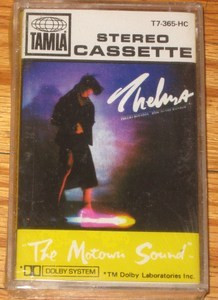 T7-365-HC
TAMLA
STEREO
CASSETTE
Thelma
The Motown Sound
DOLBY SYSTEM
*TM Dolby Laboratories Inc.